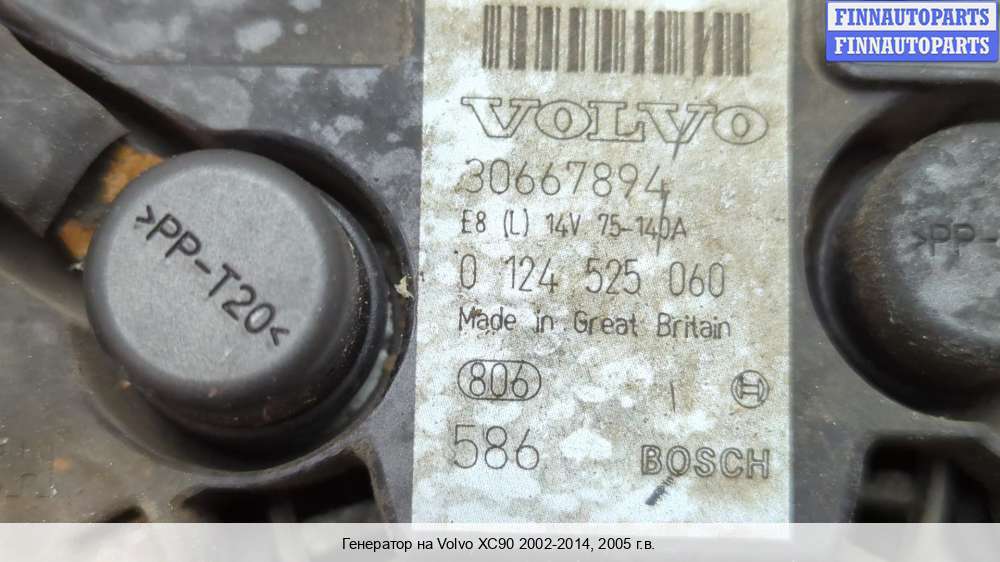 FINNAUTOPARTS
FINNAUTOPARTS
VOLVO
30667894
E8 (L) 14V 75-140A
0 124 525 060
Made in Great Britain
806
586
BOSCH
>PP-T20<
>PP-
Генератор на Volvo XC90 2002-2014, 2005 г.в.